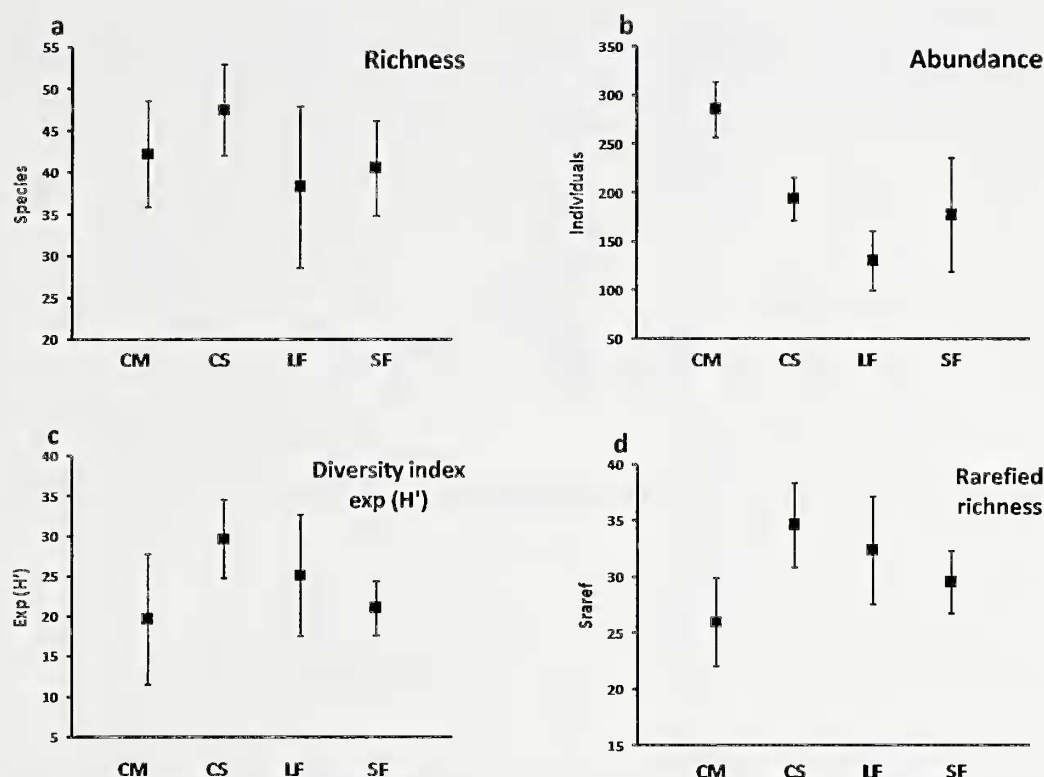 a
Richness
Species
55
50
45
40
35
30
25
20
CM CS LF SF
b
Abundance
Individuals
350
300
250
200
150
100
50
CM CS LF SF
c
Diversity index
exp (H')
Exp (H')
40
35
30
25
20
15
10
5
CM CS LF SF
d
Rarefied
richness
Sraref
40
35
30
25
20
15
CM CS LF SF